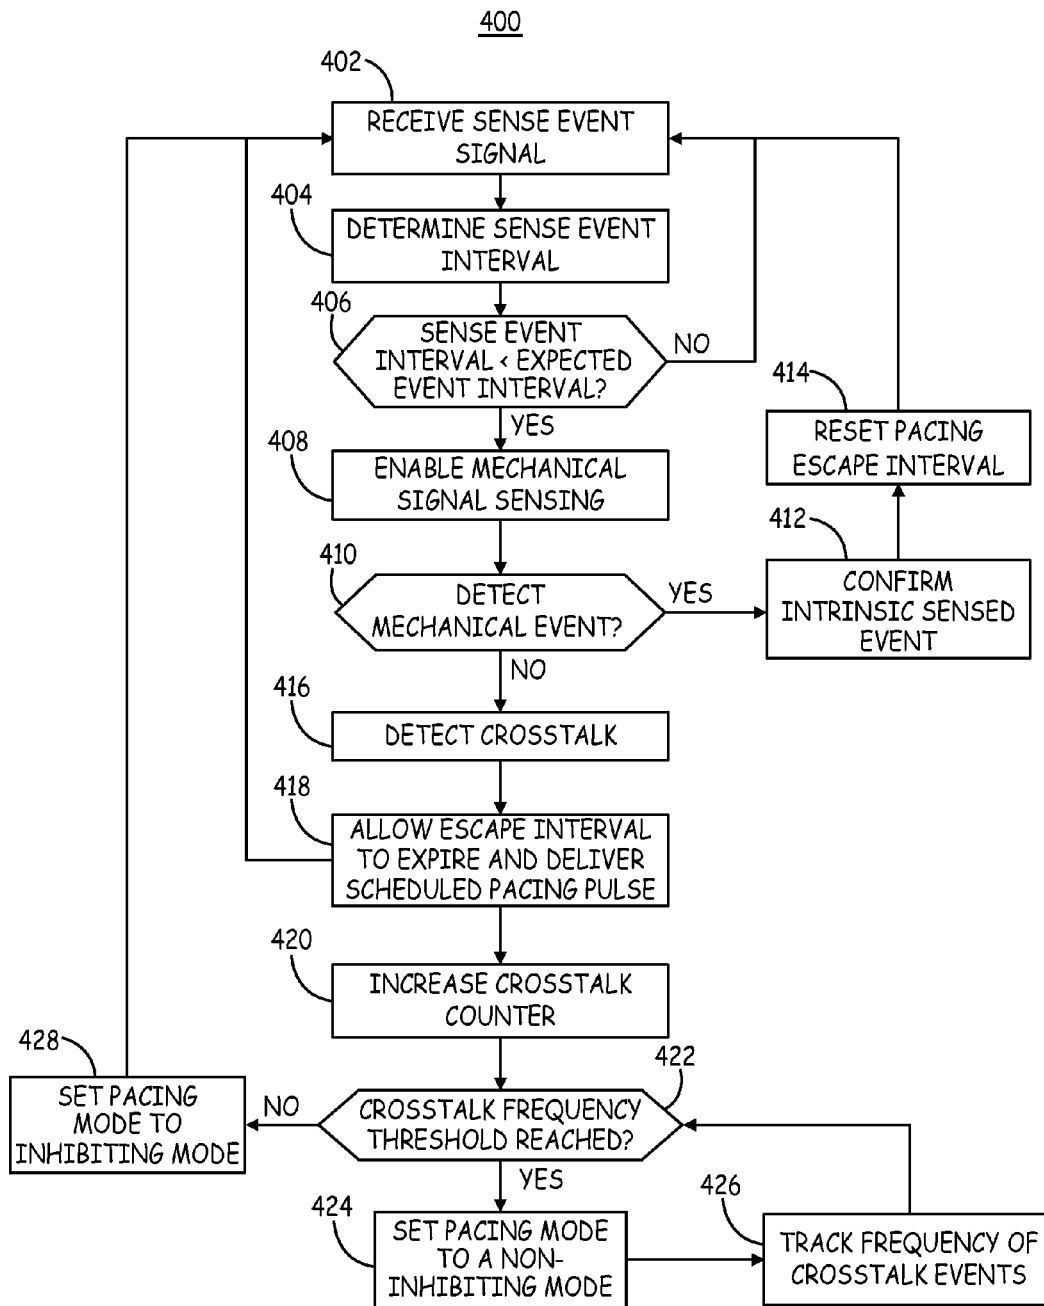 400
402
RECEIVE SENSE EVENT
SIGNAL
404
DETERMINE SENSE EVENT
INTERVAL
406
SENSE EVENT
INTERVAL < EXPECTED
EVENT INTERVAL?
NO
YES
408
ENABLE MECHANICAL
SIGNAL SENSING
410
DETECT
MECHANICAL EVENT?
YES
NO
412
CONFIRM
INTRINSIC SENSED
EVENT
414
RESET PACING
ESCAPE INTERVAL
416
DETECT CROSSTALK
418
ALLOW ESCAPE INTERVAL
TO EXPIRE AND DELIVER
SCHEDULED PACING PULSE
420
INCREASE CROSSTALK
COUNTER
422
CROSSTALK FREQUENCY
THRESHOLD REACHED?
NO
YES
428
SET PACING
MODE TO
INHIBITING MODE
424
SET PACING MODE
TO A NON-
INHIBITING MODE
426
TRACK FREQUENCY OF
CROSSTALK EVENTS